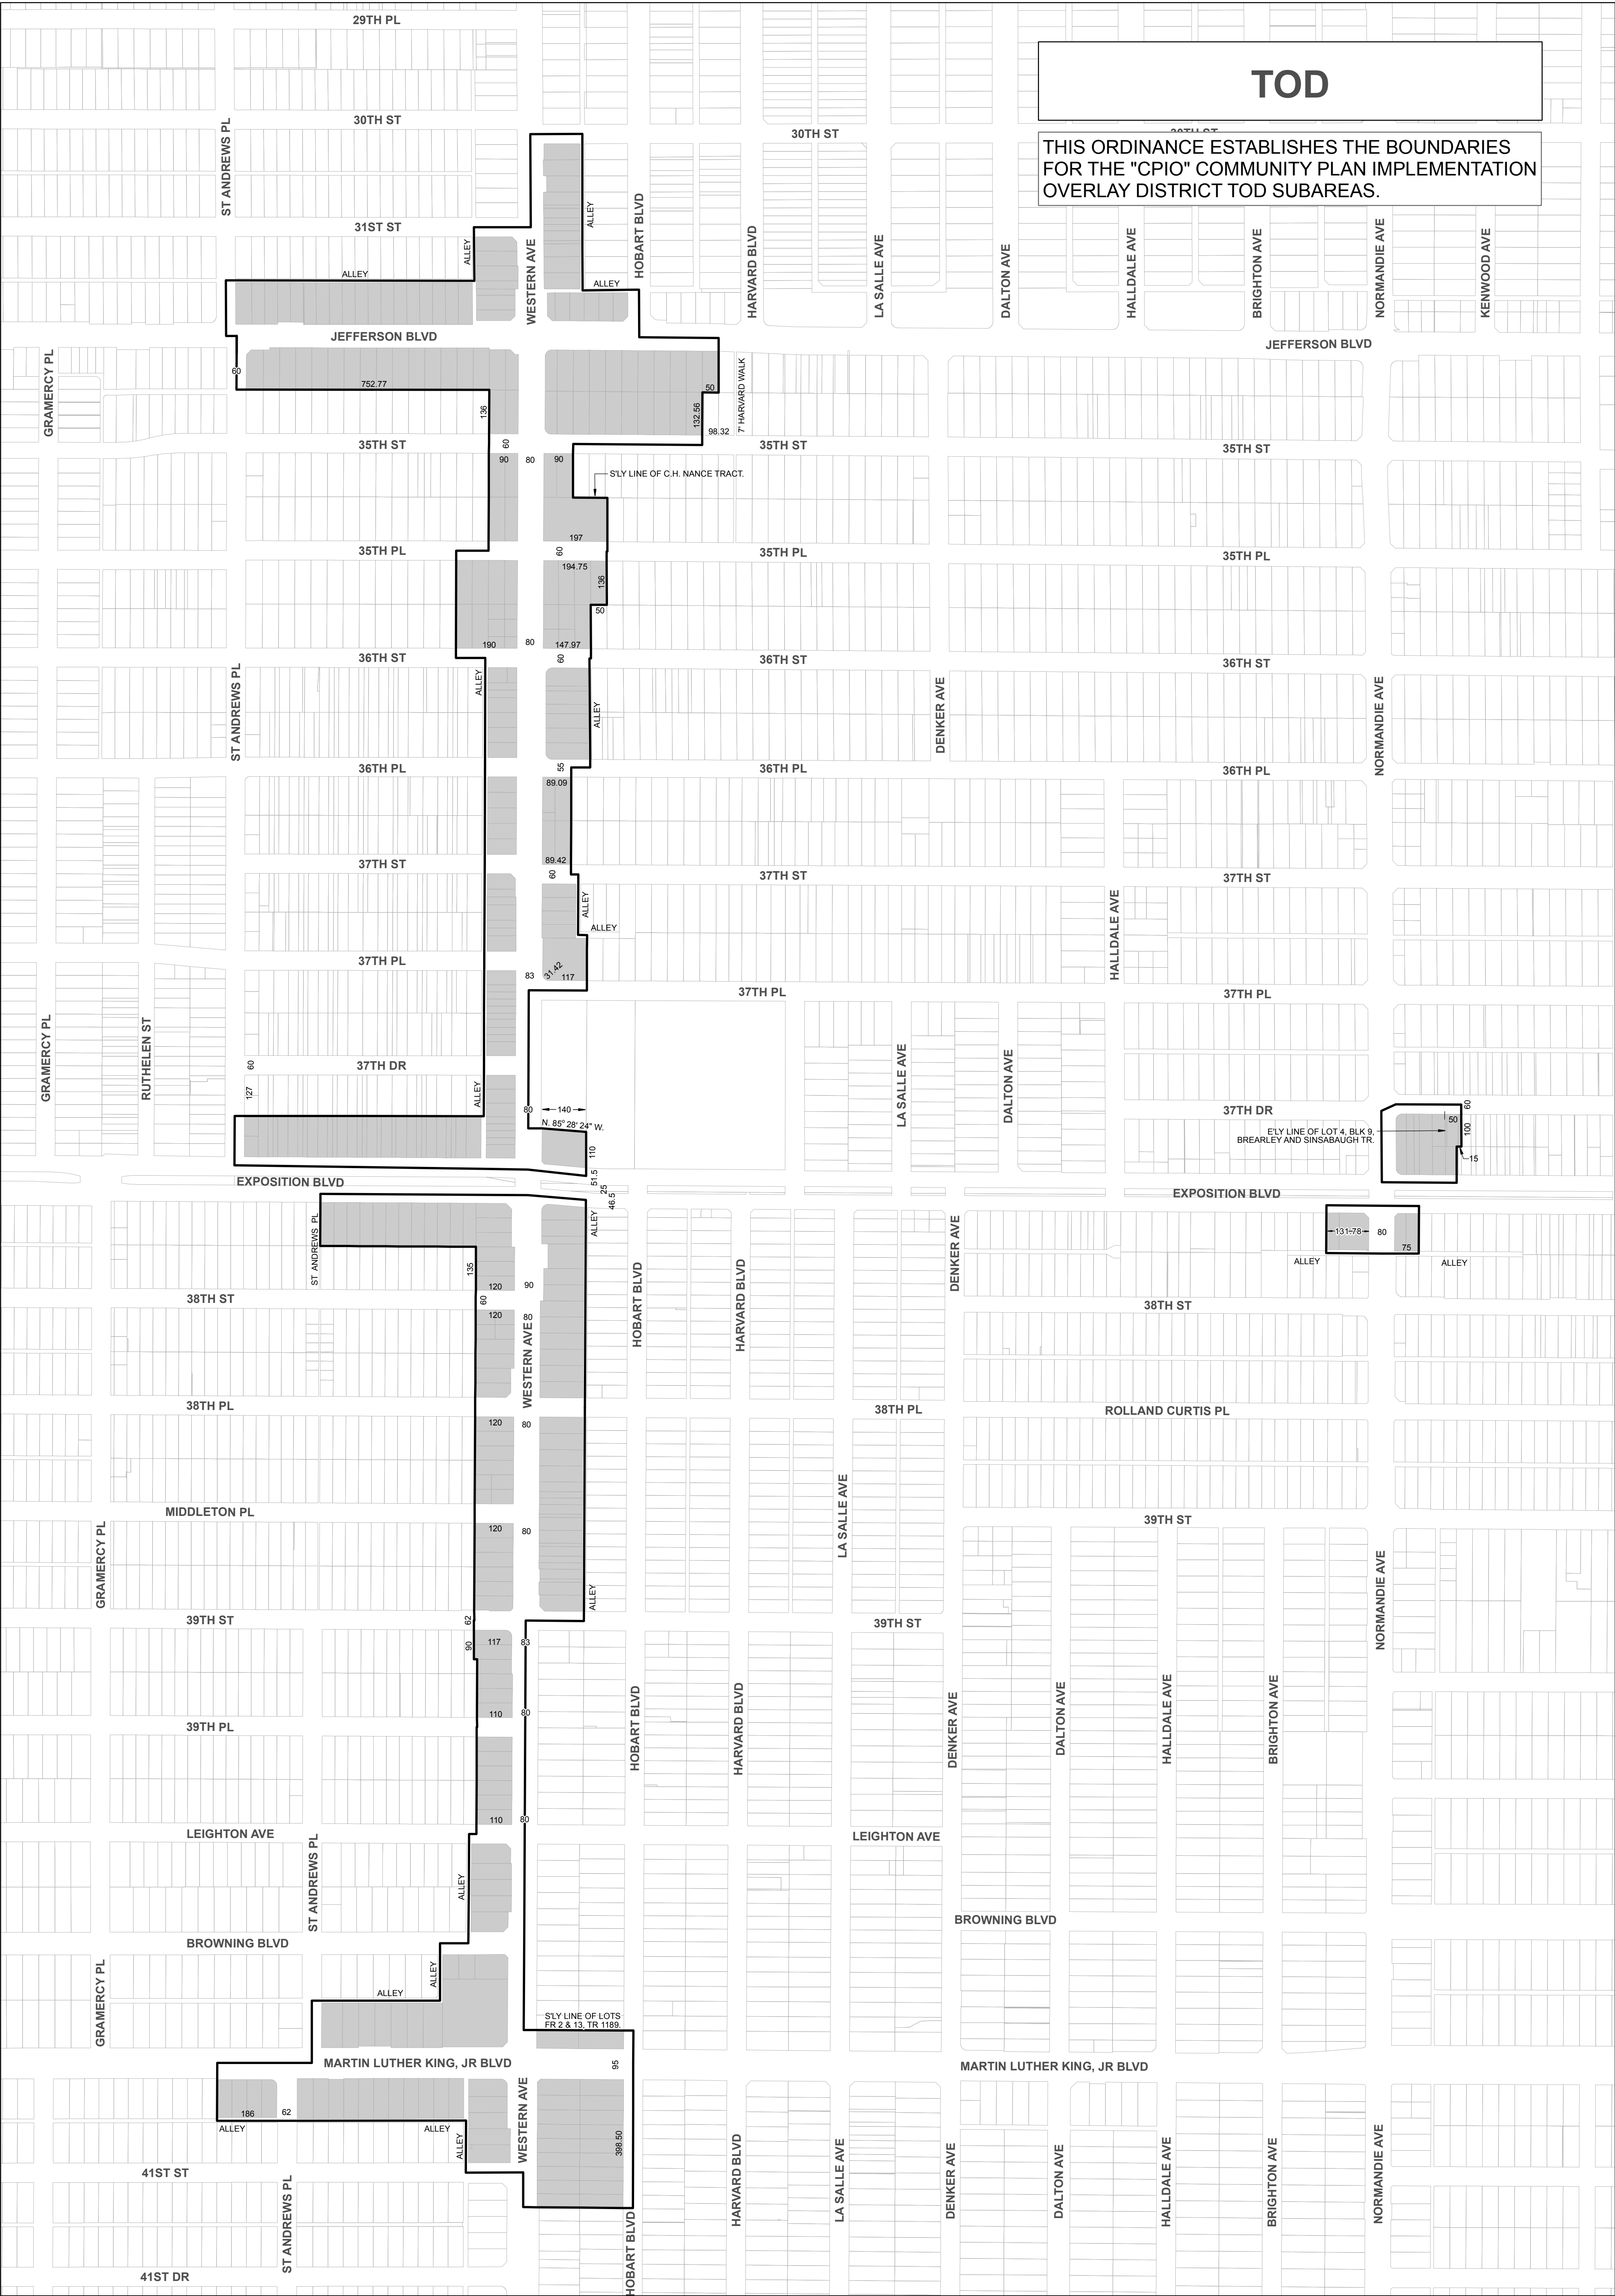 29TH PL
TOD
THIS ORDINANCE ESTABLISHES THE BOUNDARIES
FOR THE "CPIO" COMMUNITY PLAN IMPLEMENTATION
OVERLAY DISTRICT TOD SUBAREAS.
30TH ST
30TH ST
ST ANDREWS PL
ALLEY
HOBART BLVD
31ST ST
ALLEY
ALLEY
WESTERN AVE
ALLEY
HARVARD BLVD
LA SALLE AVE
DALTON AVE
HALLDALE AVE
BRIGHTON AVE
NORMANDIE AVE
KENWOOD AVE
JEFFERSON BLVD
JEFFERSON BLVD
GRAMERCY PL
60
752.77
136
50
132.56
98.32
7' HARVARD WALK
35TH ST
60
35TH ST
35TH ST
90
80
90
S'LY LINE OF C.H. NANCE TRACT.
197
35TH PL
60
35TH PL
35TH PL
194.75
136
50
190
80
147.97
36TH ST
60
36TH ST
36TH ST
ST ANDREWS PL
ALLEY
ALLEY
DENKER AVE
NORMANDIE AVE
36TH PL
55
36TH PL
36TH PL
89.09
89.42
37TH ST
60
37TH ST
37TH ST
ALLEY
ALLEY
HALLDALE AVE
37TH PL
83
31.42
117
37TH PL
37TH PL
GRAMERCY PL
RUTHELEN ST
LA SALLE AVE
DALTON AVE
60
37TH DR
127
ALLEY
80
140
N. 85° 28' 24" W.
110
37TH DR
50
60
100
E'LY LINE OF LOT 4, BLK 9,
BREARLEY AND SINSABAUGH TR.
15
EXPOSITION BLVD
51.5
25
46.5
EXPOSITION BLVD
ST ANDREWS PL
ALLEY
DENKER AVE
131.78
80
75
ALLEY
ALLEY
135
120
90
HOBART BLVD
HARVARD BLVD
38TH ST
60
38TH ST
120
80
WESTERN AVE
38TH PL
38TH PL
ROLLAND CURTIS PL
120
80
LA SALLE AVE
MIDDLETON PL
39TH ST
120
80
GRAMERCY PL
ALLEY
NORMANDIE AVE
39TH ST
62
39TH ST
90
117
83
110
80
39TH PL
HOBART BLVD
HARVARD BLVD
DENKER AVE
DALTON AVE
HALLDALE AVE
BRIGHTON AVE
110
80
LEIGHTON AVE
LEIGHTON AVE
ST ANDREWS PL
ALLEY
BROWNING BLVD
BROWNING BLVD
GRAMERCY PL
ALLEY
ALLEY
S'LY LINE OF LOTS
FR 2 & 13, TR 1189.
MARTIN LUTHER KING, JR BLVD
95
MARTIN LUTHER KING, JR BLVD
186
62
ALLEY
ALLEY
ALLEY
WESTERN AVE
398.50
HARVARD BLVD
LA SALLE AVE
DENKER AVE
DALTON AVE
HALLDALE AVE
BRIGHTON AVE
NORMANDIE AVE
41ST ST
ST ANDREWS PL
HOBART BLVD
41ST DR